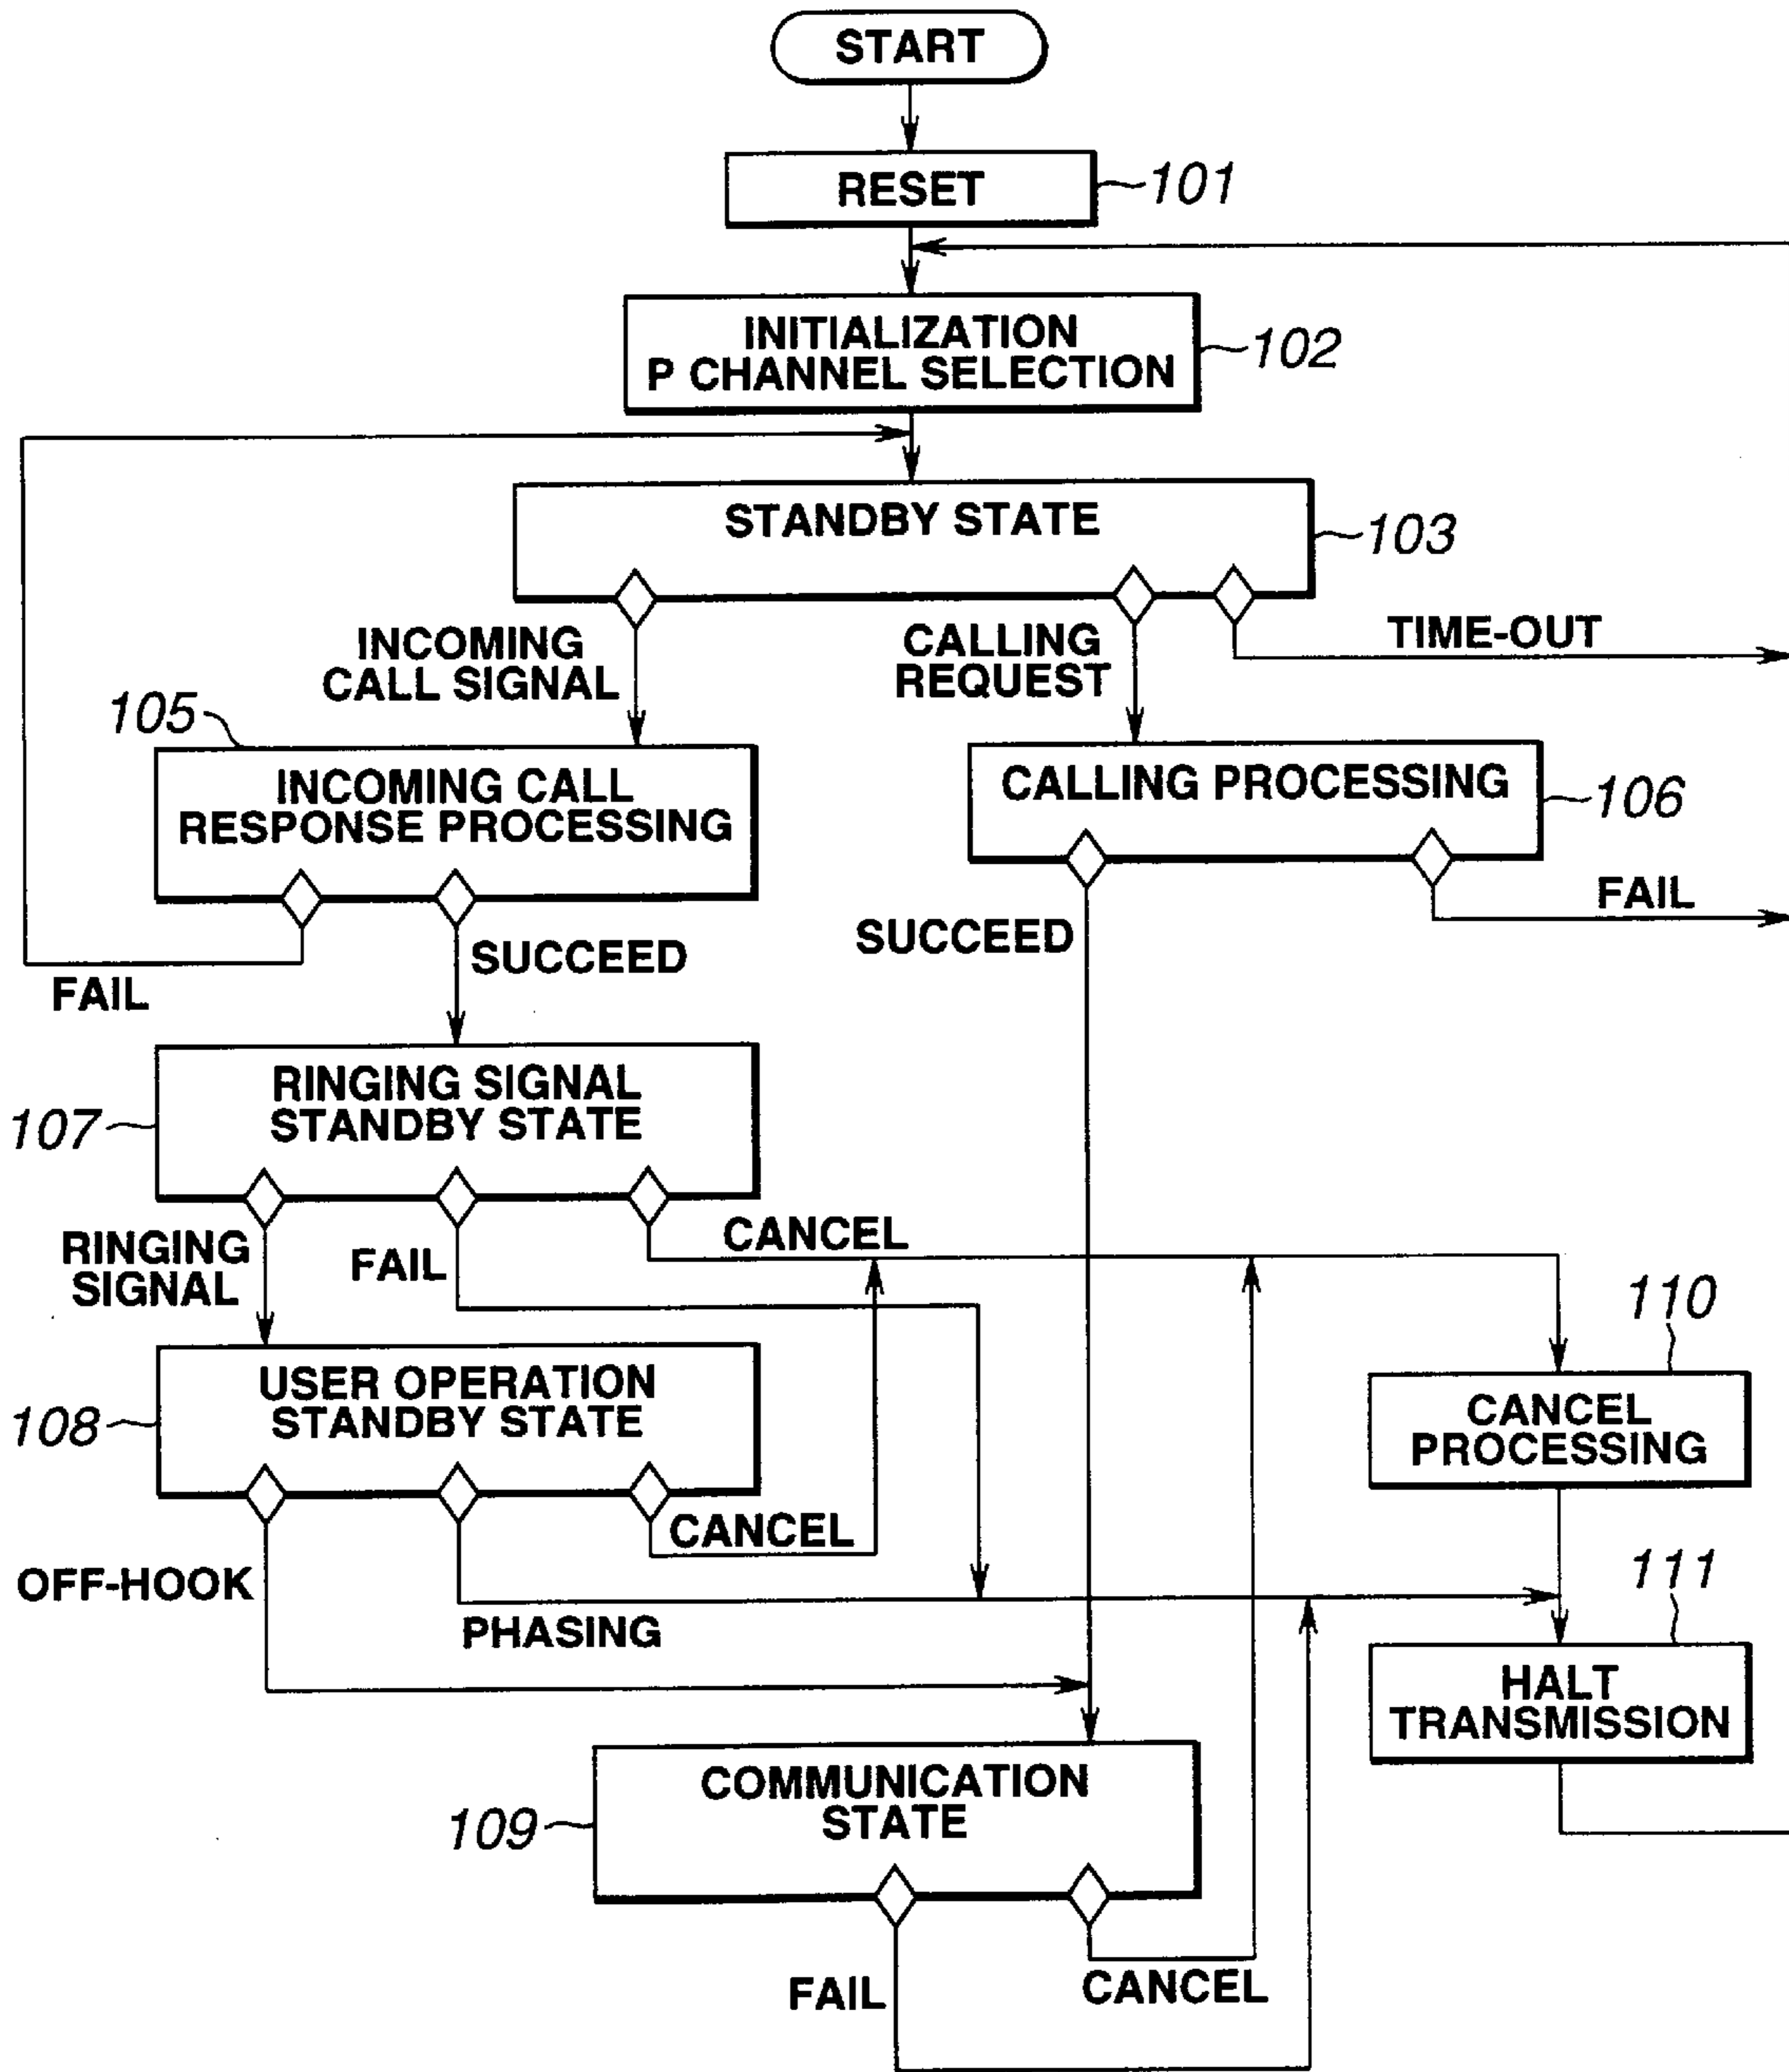 START
RESET
101
INITIALIZATION
P CHANNEL SELECTION
102
STANDBY STATE
103
INCOMING
CALL SIGNAL
CALLING
REQUEST
TIME-OUT
105
INCOMING CALL
RESPONSE PROCESSING
CALLING PROCESSING
106
FAIL
SUCCEED
SUCCEED
FAIL
RINGING SIGNAL
STANDBY STATE
107
RINGING
SIGNAL
FAIL
CANCEL
110
USER OPERATION
STANDBY STATE
108
CANCEL
PROCESSING
CANCEL
OFF-HOOK
PHASING
111
HALT
TRANSMISSION
COMMUNICATION
STATE
109
FAIL
CANCEL